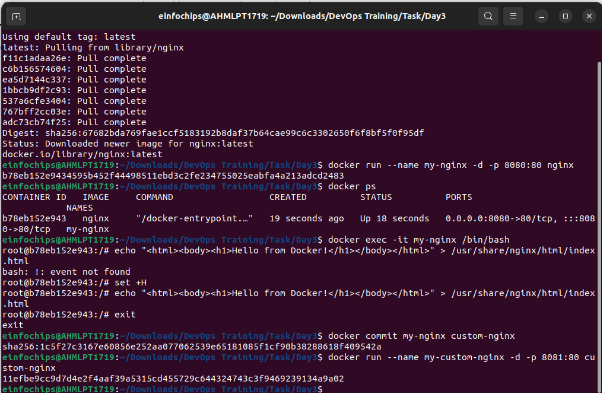 einfochips@AHMLPT1719: ~/Downloads/DevOps Training/Task/Day3
Using default tag: latest
latest: Pulling from library/nginx
f11c1adaa26e: Pull complete
c6b156574604: Pull complete
ea5d7144c337: Pull complete
1bbcb9df2c93: Pull complete
537a6cfe3404: Pull complete
767bff2cc03e: Pull complete
adc73cb74f25: Pull complete
Digest: sha256:67682bda769fae1ccf5183192b8daf37b64cae99c6c3302650f6f8bf5f0f95df
Status: Downloaded newer image for nginx:latest
docker.io/library/nginx:latest
einfochips@AHMLPT1719:~/Downloads/DevOps Training/Task/Day3$ docker run --name my-nginx -d -p 8080:80 nginx
b78eb152e9434595b452f44498511ebd3c2fe234755025eabfa4a213adcd2483
einfochips@AHMLPT1719:~/Downloads/DevOps Training/Task/Day3$ docker ps
CONTAINER ID   IMAGE     COMMAND                  CREATED          STATUS          PORTS
                 NAMES
b78eb152e943   nginx     "/docker-entrypoint.…"   19 seconds ago   Up 18 seconds   0.0.0.0:8080->80/tcp, :::808
0->80/tcp   my-nginx
einfochips@AHMLPT1719:~/Downloads/DevOps Training/Task/Day3$ docker exec -it my-nginx /bin/bash
root@b78eb152e943:/# echo "<html><body><h1>Hello from Docker!</h1></body></html>" > /usr/share/nginx/html/index
.html
bash: !: event not found
root@b78eb152e943:/# set +H
root@b78eb152e943:/# echo "<html><body><h1>Hello from Docker!</h1></body></html>" > /usr/share/nginx/html/index
.html
root@b78eb152e943:/# exit
exit
einfochips@AHMLPT1719:~/Downloads/DevOps Training/Task/Day3$ docker commit my-nginx custom-nginx
sha256:1c5f27c3167e60856e252aa077062539e65181085f1cf90b38288618f409542a
einfochips@AHMLPT1719:~/Downloads/DevOps Training/Task/Day3$ docker run --name my-custom-nginx -d -p 8081:80 cu
stom-nginx
11efbe9cc9d7d4e2f4aaf39a5315cd455729c644324743c3f9469239134a9a02
einfochips@AHMLPT1719:~/Downloads/DevOps Training/Task/Day3$